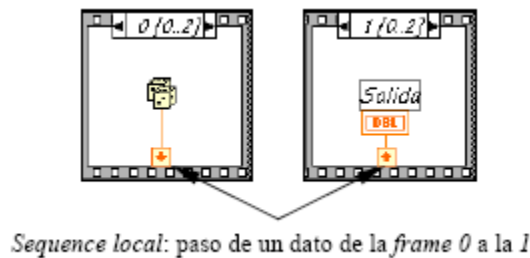 0 [0..2]
1 [0..2]
Salida
DBL
Sequence local: paso de un dato de la frame 0 a la 1